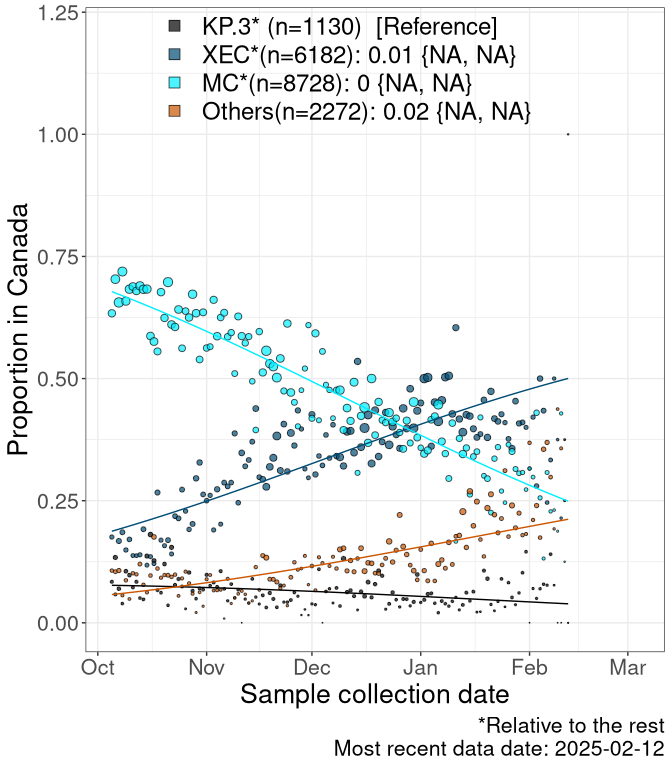 KP.3* (n=1130)  [Reference]
XEC*(n=6182): 0.01 {NA, NA}
MC*(n=8728): 0 {NA, NA}
Others(n=2272): 0.02 {NA, NA}
1.25
1.00
0.75
0.50
0.25
0.00
Proportion in Canada
Oct Nov Dec Jan Feb Mar
Sample collection date
*Relative to the rest
Most recent data date: 2025-02-12